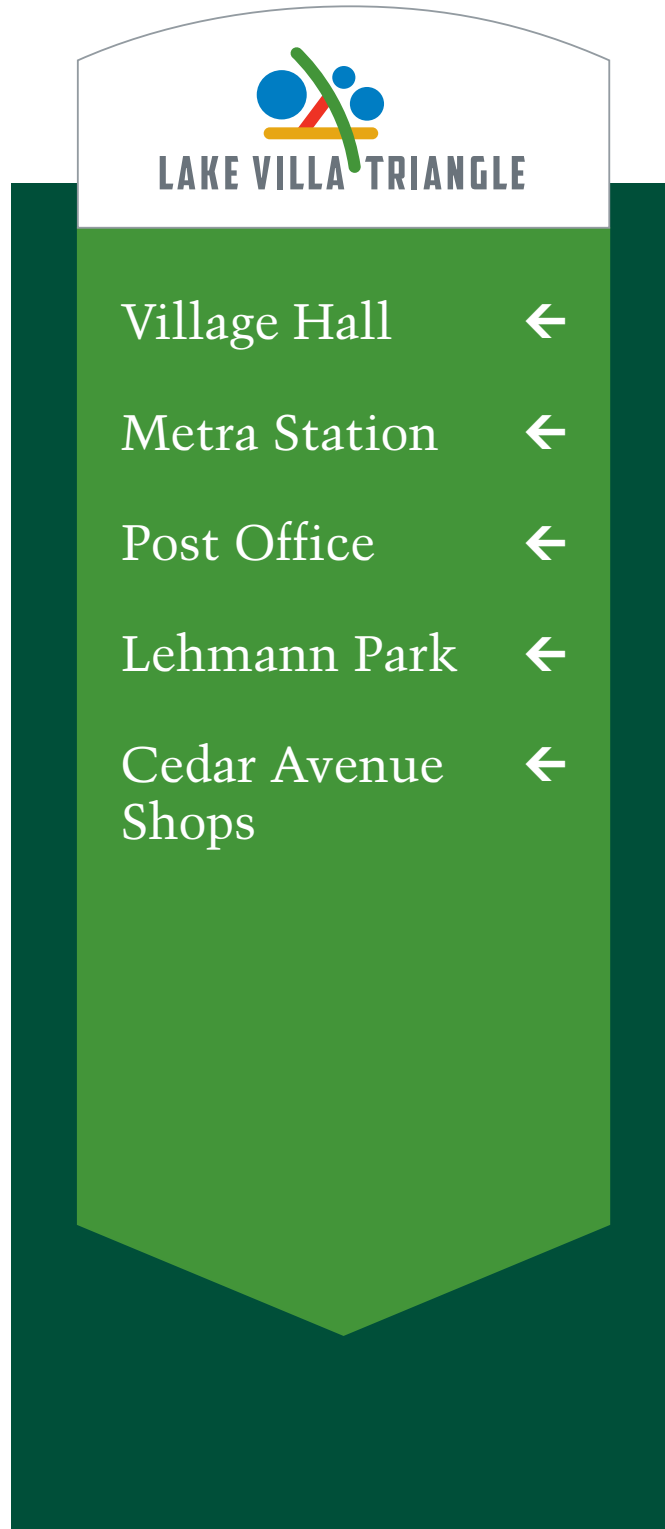 LAKE VILLA TRIANGLE
Village Hall ←
Metra Station ←
Post Office ←
Lehmann Park ←
Cedar Avenue ←
Shops